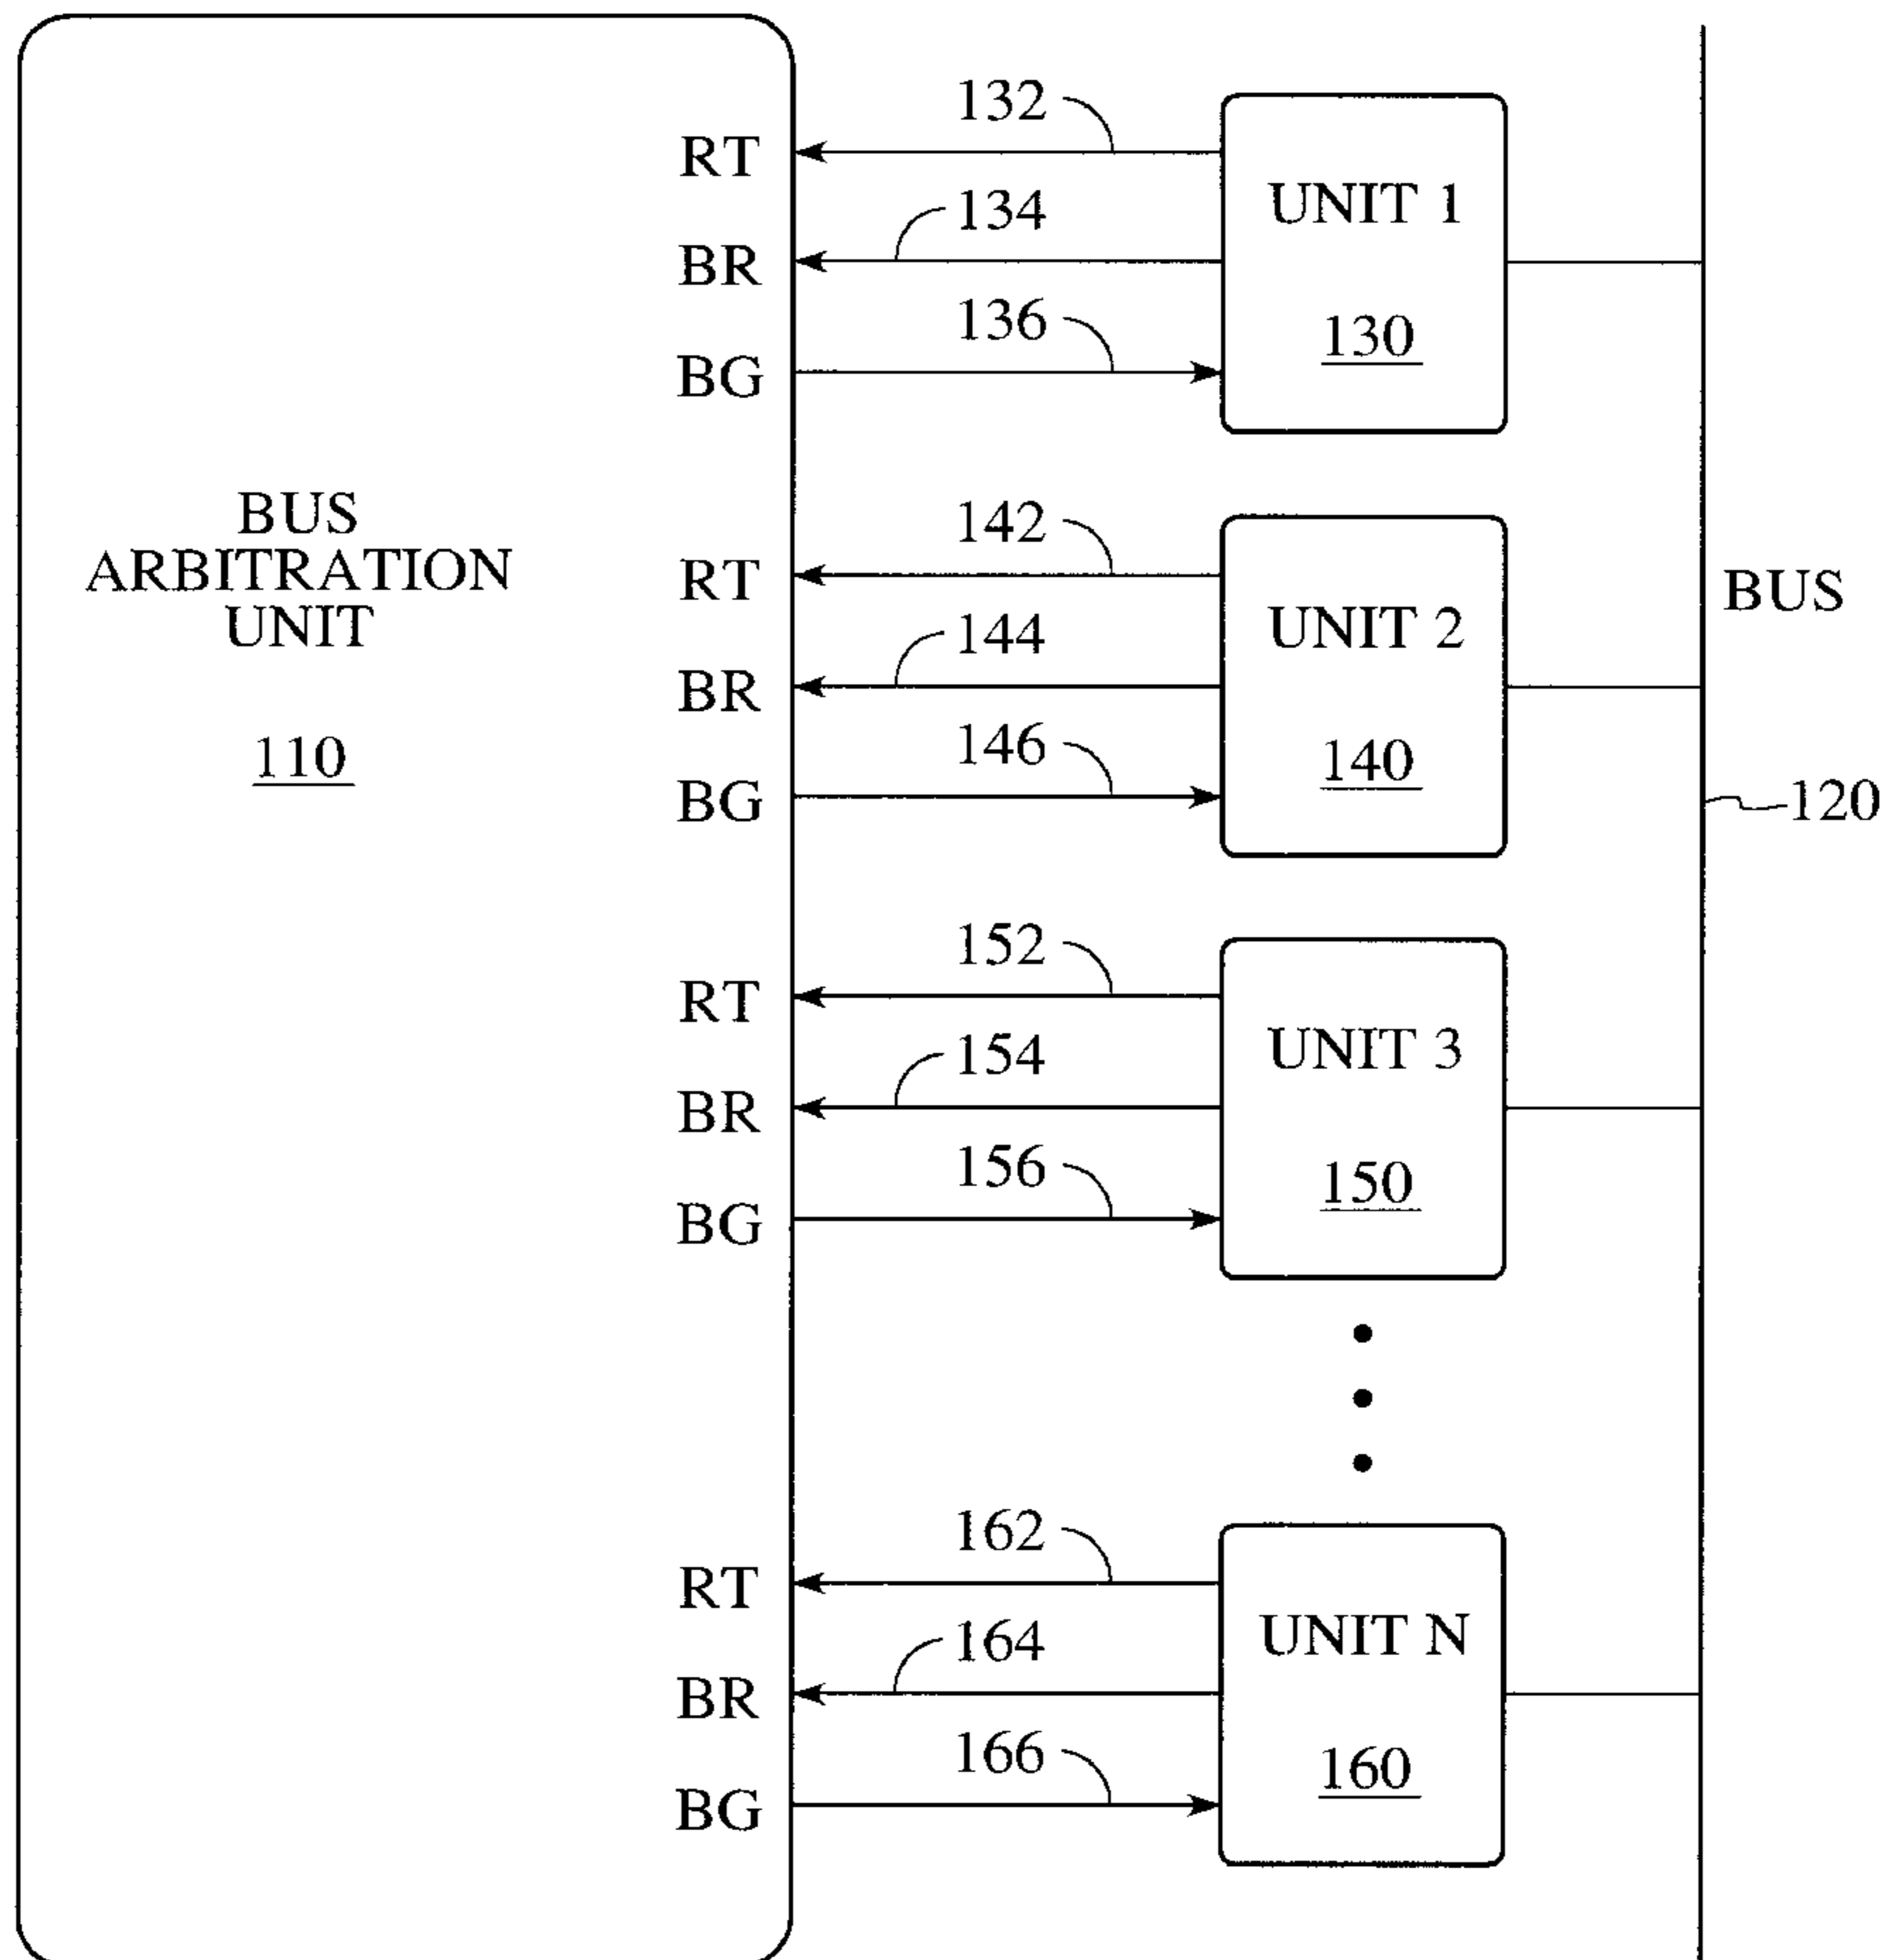 132
RT
134
UNIT 1
BR
136
130
BG
BUS
ARBITRATION
UNIT
110
142
RT
144
UNIT 2
BR
146
140
BG
BUS
120
152
RT
154
UNIT 3
BR
156
150
BG
162
RT
164
UNIT N
BR
166
160
BG